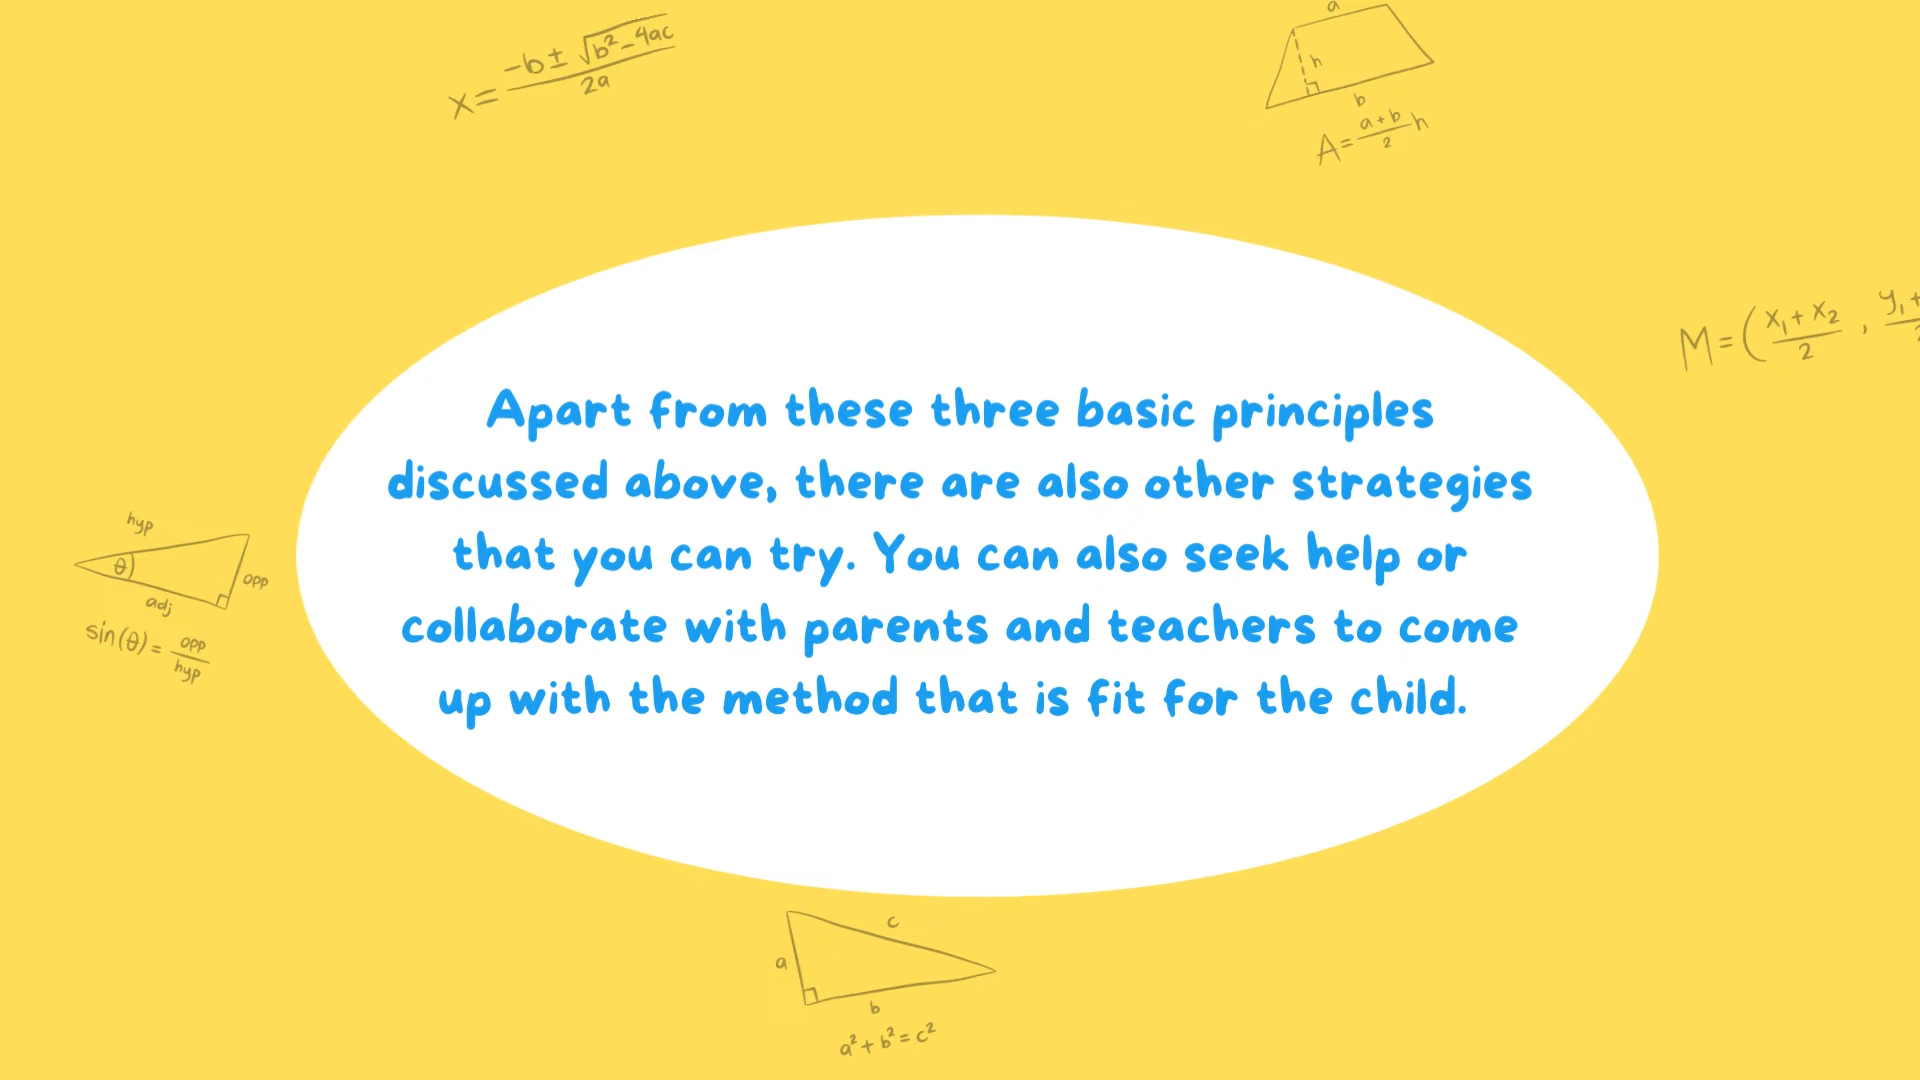 x = -b ± √b² - 4ac
2a
a
h
b
A = a + b h
2
M = (x₁ + x₂ , y₁ +
2
Apart from these three basic principles
discussed above, there are also other strategies
that you can try. You can also seek help or
collaborate with parents and teachers to come
up with the method that is fit for the child.
hyp
θ
opp
adj
sin(θ) = opp
hyp
c
a
b
a² + b² = c²